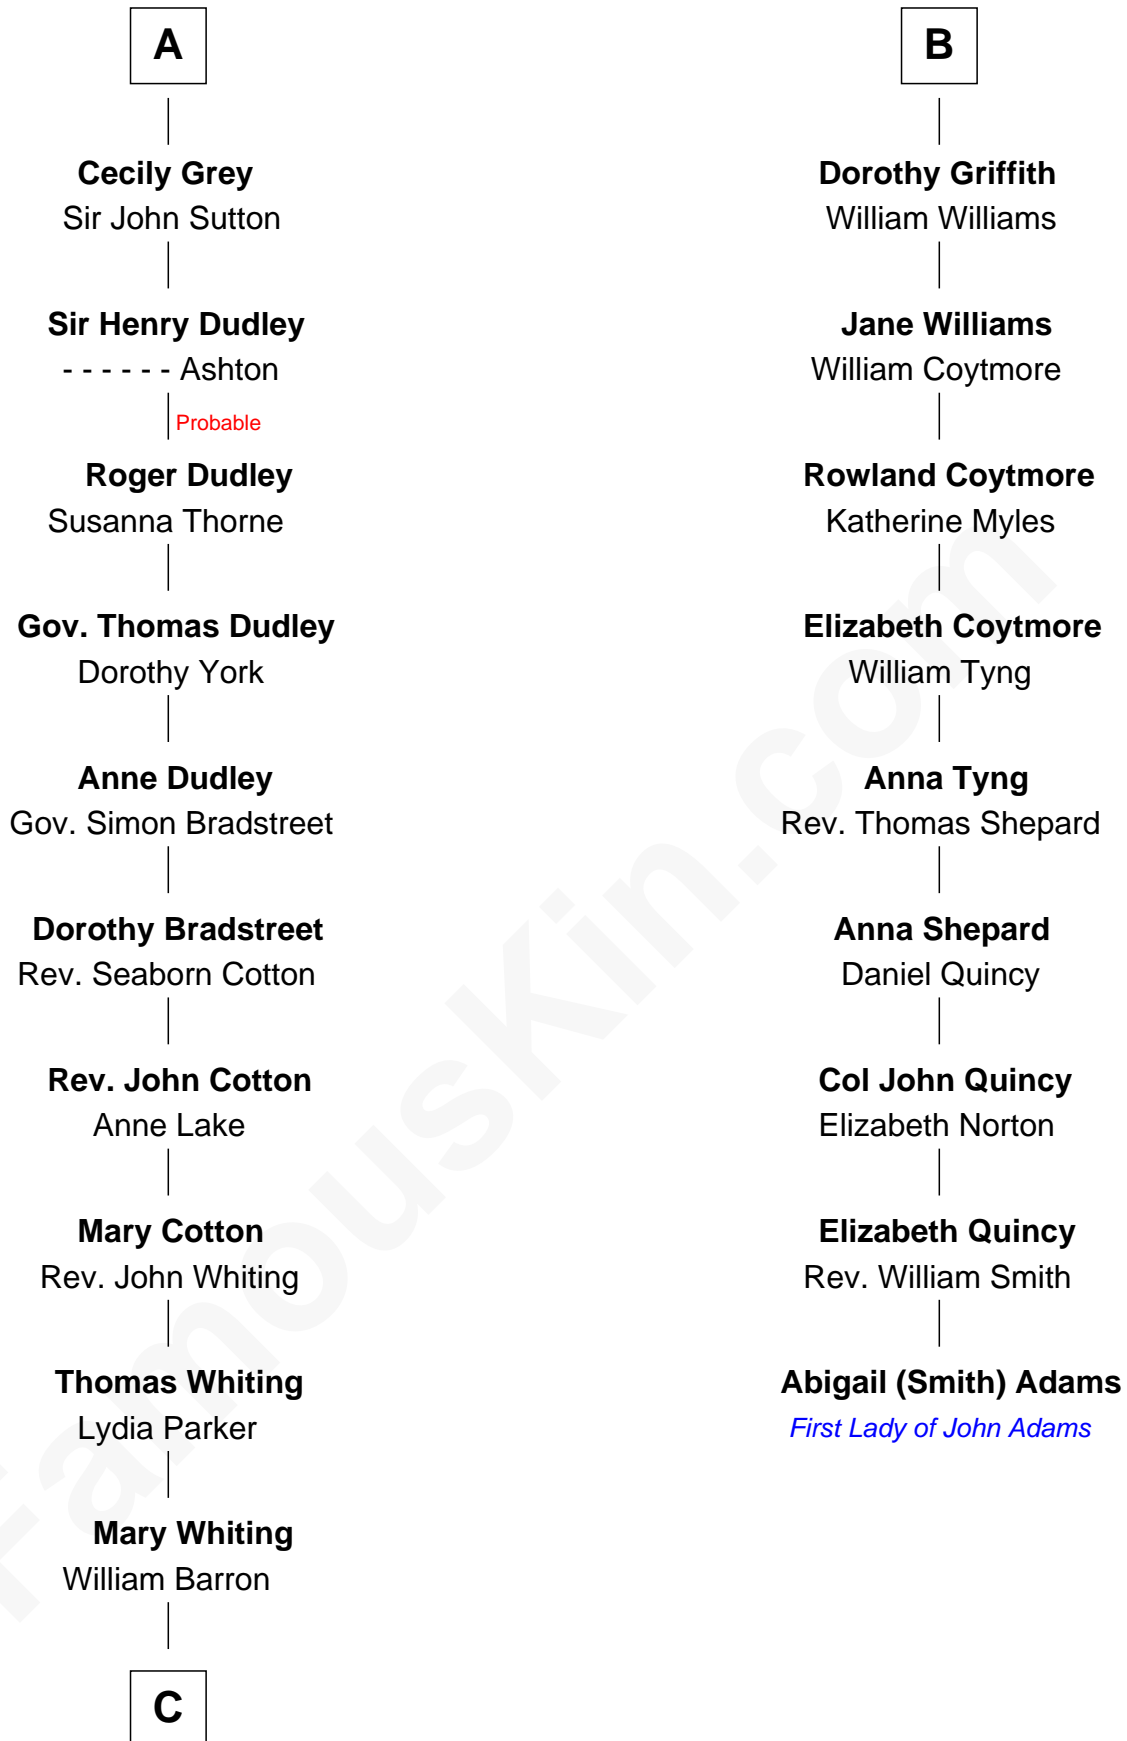 A
Cecily Grey
Sir John Sutton
Sir Henry Dudley
- - - - - - Ashton
Probable
Roger Dudley
Susanna Thorne
Gov. Thomas Dudley
Dorothy York
Anne Dudley
Gov. Simon Bradstreet
Dorothy Bradstreet
Rev. Seaborn Cotton
Rev. John Cotton
Anne Lake
Mary Cotton
Rev. John Whiting
Thomas Whiting
Lydia Parker
Mary Whiting
William Barron
C
B
Dorothy Griffith
William Williams
Jane Williams
William Coytmore
Rowland Coytmore
Katherine Myles
Elizabeth Coytmore
William Tyng
Anna Tyng
Rev. Thomas Shepard
Anna Shepard
Daniel Quincy
Col John Quincy
Elizabeth Norton
Elizabeth Quincy
Rev. William Smith
Abigail (Smith) Adams
First Lady of John Adams
FamousKin.com